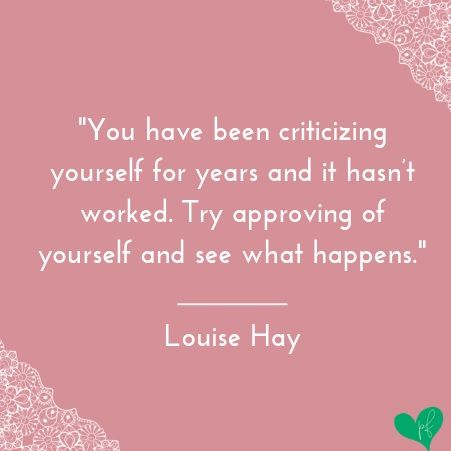 "You have been criticizing
yourself for years and it hasn't
worked. Try approving of
yourself and see what happens."
Louise Hay
pf